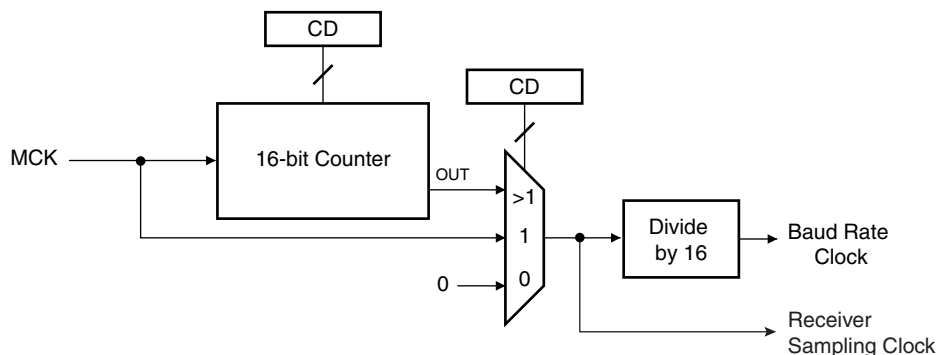 CD
CD
MCK
16-bit Counter
OUT
>1
1
0
0
Divide
by 16
Baud Rate
Clock
Receiver
Sampling Clock